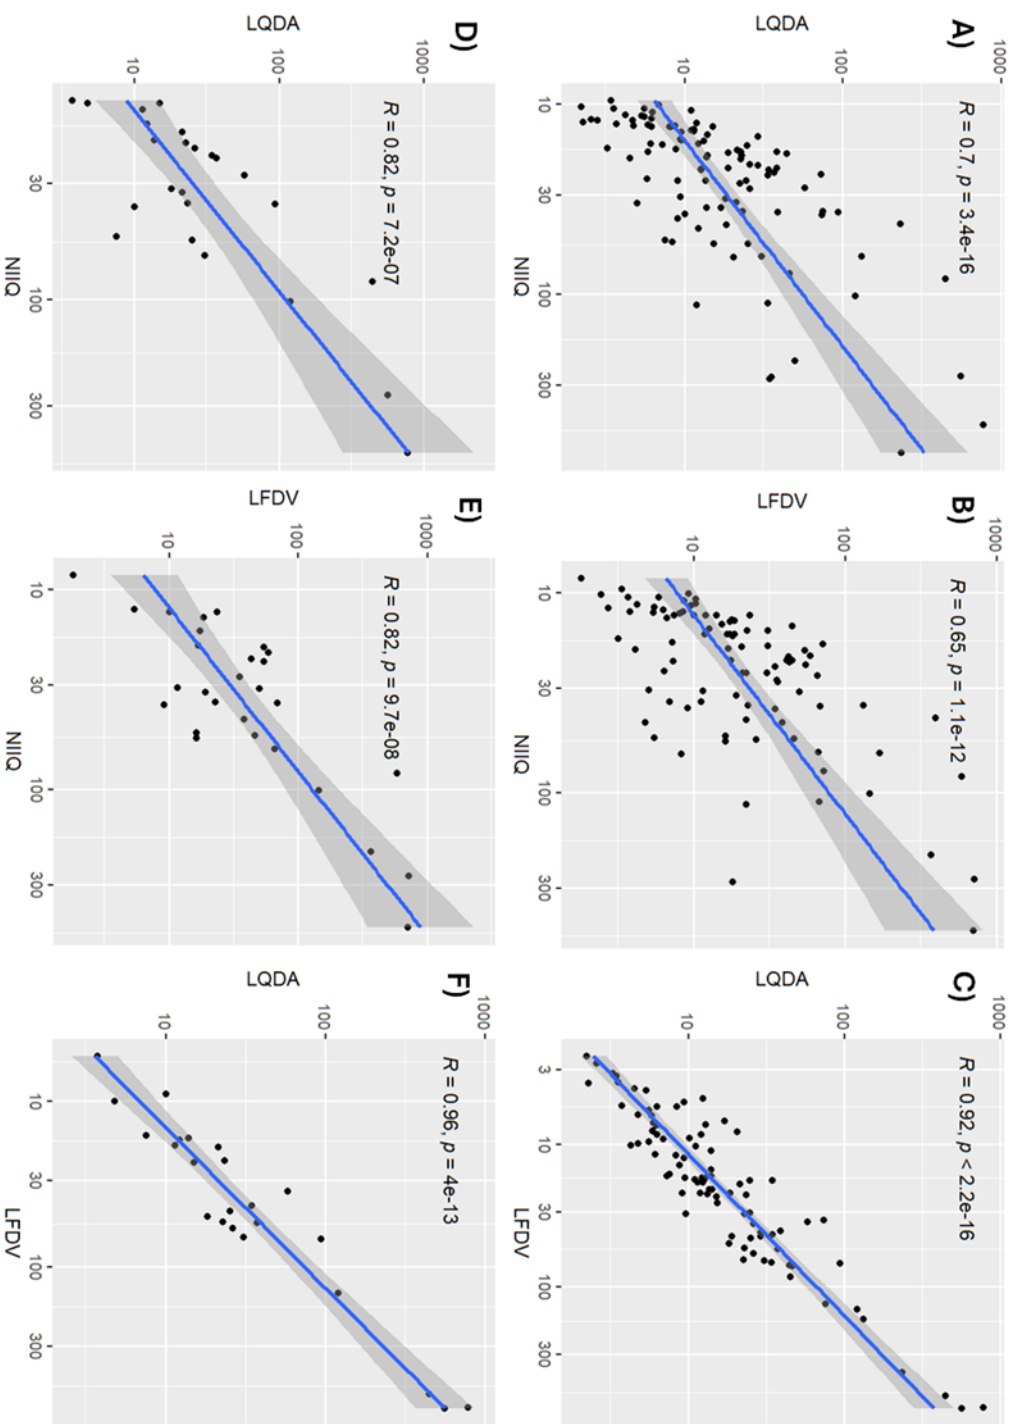 A)
R = 0.7, p = 3.4e-16
1000
100
10
LQDA
10 30 100 300
NIIQ
B)
R = 0.65, p = 1.1e-12
1000
100
10
LFDV
10 30 100 300
NIIQ
C)
R = 0.92, p < 2.2e-16
1000
100
10
LQDA
3 10 30 100 300
LFDV
D)
R = 0.82, p = 7.2e-07
1000
100
10
LQDA
30 100 300
NIIQ
E)
R = 0.82, p = 9.7e-08
1000
100
10
LFDV
10 30 100 300
NIIQ
F)
R = 0.96, p = 4e-13
1000
100
10
LQDA
10 30 100 300
LFDV